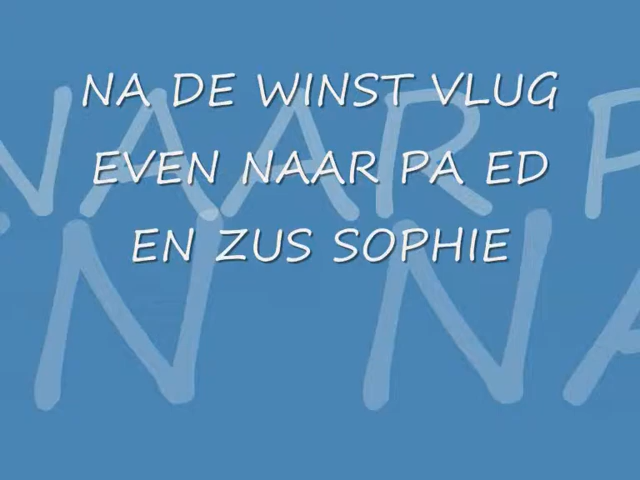 NA DE WINST VLUG
EVEN NAAR PA ED
EN ZUS SOPHIE